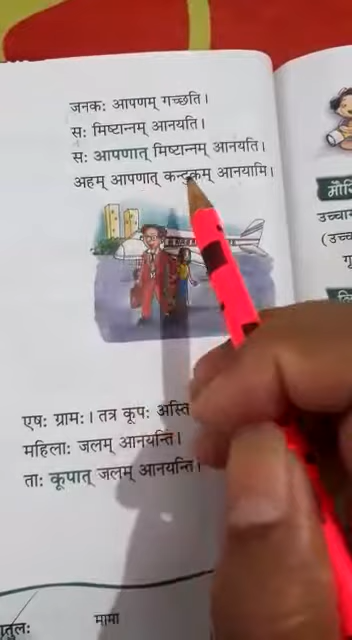 जनकः आपणम् गच्छति।
सः मिष्टान्नम् आनयति।
सः आपणात् मिष्टान्नम् आनयति।
अहम् आपणात् कन्दुकम् आनयामि।
एषः ग्रामः। तत्र कूपः अस्ति
महिलाः जलम् आनयन्ति।
ताः कूपात् जलम् आनयन्ति।
मामा
उच्चा